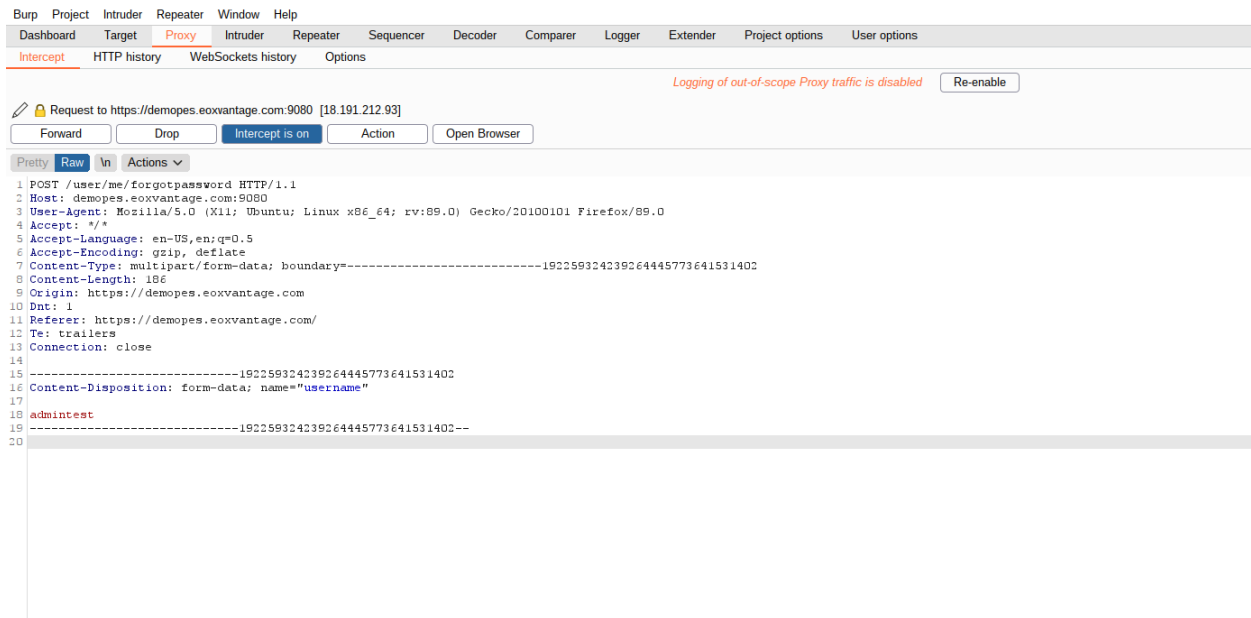 Burp Project Intruder Repeater Window Help
Dashboard Target Proxy Intruder Repeater Sequencer Decoder Comparer Logger Extender Project options User options
Intercept HTTP history WebSockets history Options
Logging of out-of-scope Proxy traffic is disabled Re-enable
Request to https://demopes.eoxvantage.com:9080 [18.191.212.93]
Forward Drop Intercept is on Action Open Browser
Pretty Raw \n Actions
1 POST /user/me/forgotpassword HTTP/1.1
2 Host: demopes.eoxvantage.com:9080
3 User-Agent: Mozilla/5.0 (X11; Ubuntu; Linux x86_64; rv:89.0) Gecko/20100101 Firefox/89.0
4 Accept: */*
5 Accept-Language: en-US,en;q=0.5
6 Accept-Encoding: gzip, deflate
7 Content-Type: multipart/form-data; boundary=---------------------------192259324239264445773641531402
8 Content-Length: 186
9 Origin: https://demopes.eoxvantage.com
10 Dnt: 1
11 Referer: https://demopes.eoxvantage.com/
12 Te: trailers
13 Connection: close
14
15 -----------------------------192259324239264445773641531402
16 Content-Disposition: form-data; name="username"
17
18 admintest
19 -----------------------------192259324239264445773641531402--
20